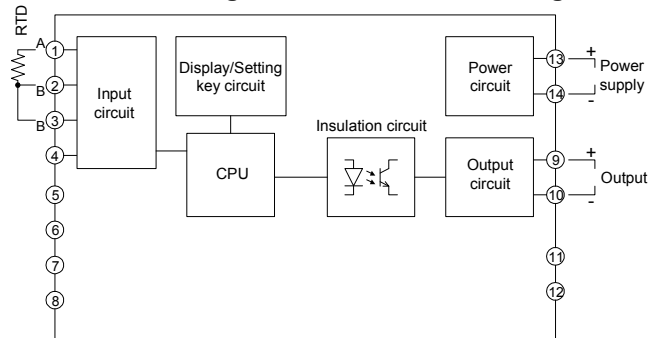 RTD
A
B
B
1
2
3
4
5
6
7
8
Input
circuit
Display/Setting
key circuit
CPU
Insulation circuit
Power
circuit
Output
circuit
13
14
9
10
11
12
+
-
Power
supply
+
-
Output